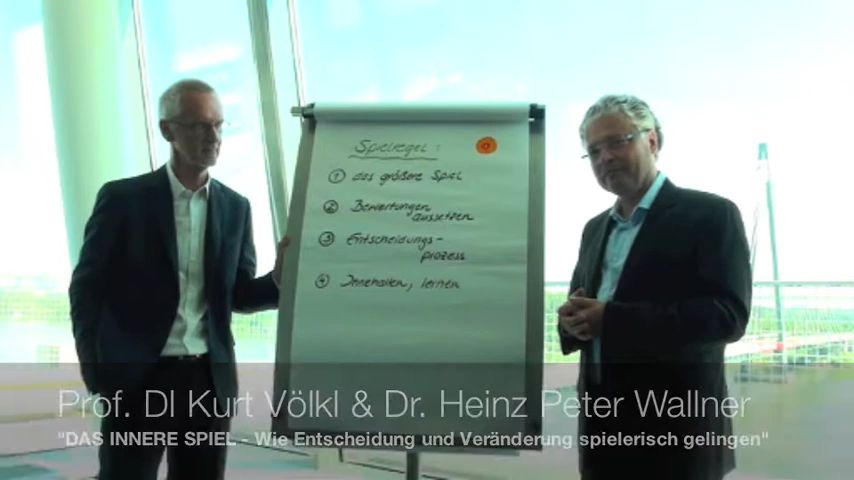 Spielregel:
① das größere Spiel
② Bewertungen
aussetzen
③ Entscheidungs-
prozess
④ Innehalten, lernen
Prof. DI Kurt Völkl & Dr. Heinz Peter Wallner
"DAS INNERE SPIEL - Wie Entscheidung und Veränderung spielerisch gelingen"